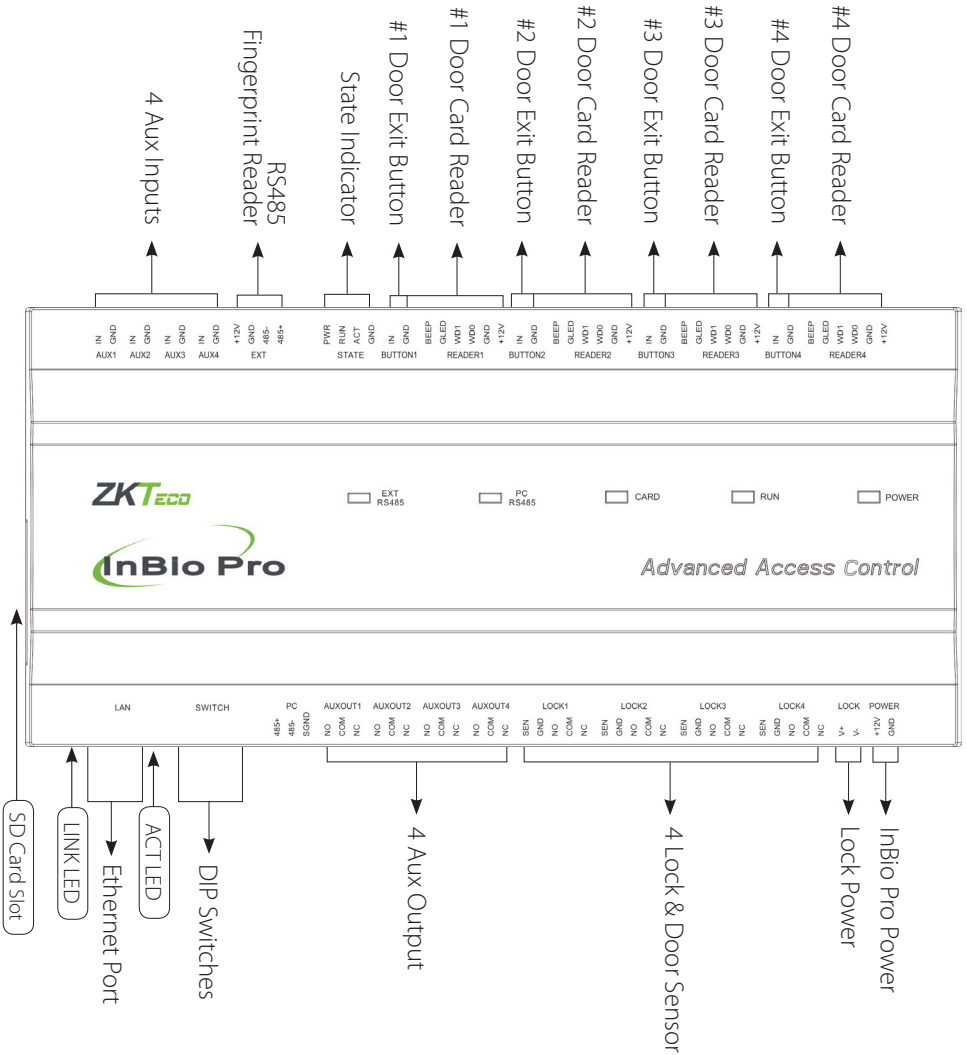 #4 Door Card Reader
#4 Door Exit Button
#3 Door Card Reader
#3 Door Exit Button
#2 Door Card Reader
#2 Door Exit Button
#1 Door Card Reader
#1 Door Exit Button
State Indicator
RS485
Fingerprint Reader
4 Aux Inputs
IN
GND
IN
GND
IN
GND
IN
GND
+12V
GND
485-
485+
PWR
RUN
ACT
GND
IN
GND
BEEP
GLED
WD1
WD0
GND
+12V
IN
GND
BEEP
GLED
WD1
WD0
GND
+12V
IN
GND
BEEP
GLED
WD1
WD0
GND
+12V
IN
GND
BEEP
GLED
WD1
WD0
GND
+12V
AUX1 AUX2 AUX3 AUX4 EXT STATE BUTTON1 READER1 BUTTON2 READER2 BUTTON3 READER3 BUTTON4 READER4
ZKTECO
EXT
RS485
PC
RS485
CARD
RUN
POWER
InBio Pro
Advanced Access Control
LAN SWITCH PC AUXOUT1 AUXOUT2 AUXOUT3 AUXOUT4 LOCK1 LOCK2 LOCK3 LOCK4 LOCK POWER
485+
485-
SGND
NO
COM
NC
NO
COM
NC
NO
COM
NC
NO
COM
NC
SEN
GND
NO
COM
NC
SEN
GND
NO
COM
NC
SEN
GND
NO
COM
NC
SEN
GND
NO
COM
NC
V+
V-
+12V
GND
InBio Pro Power
Lock Power
4 Lock & Door Sensor
4 Aux Output
DIP Switches
ACT LED
Ethernet Port
LINK LED
SD Card Slot